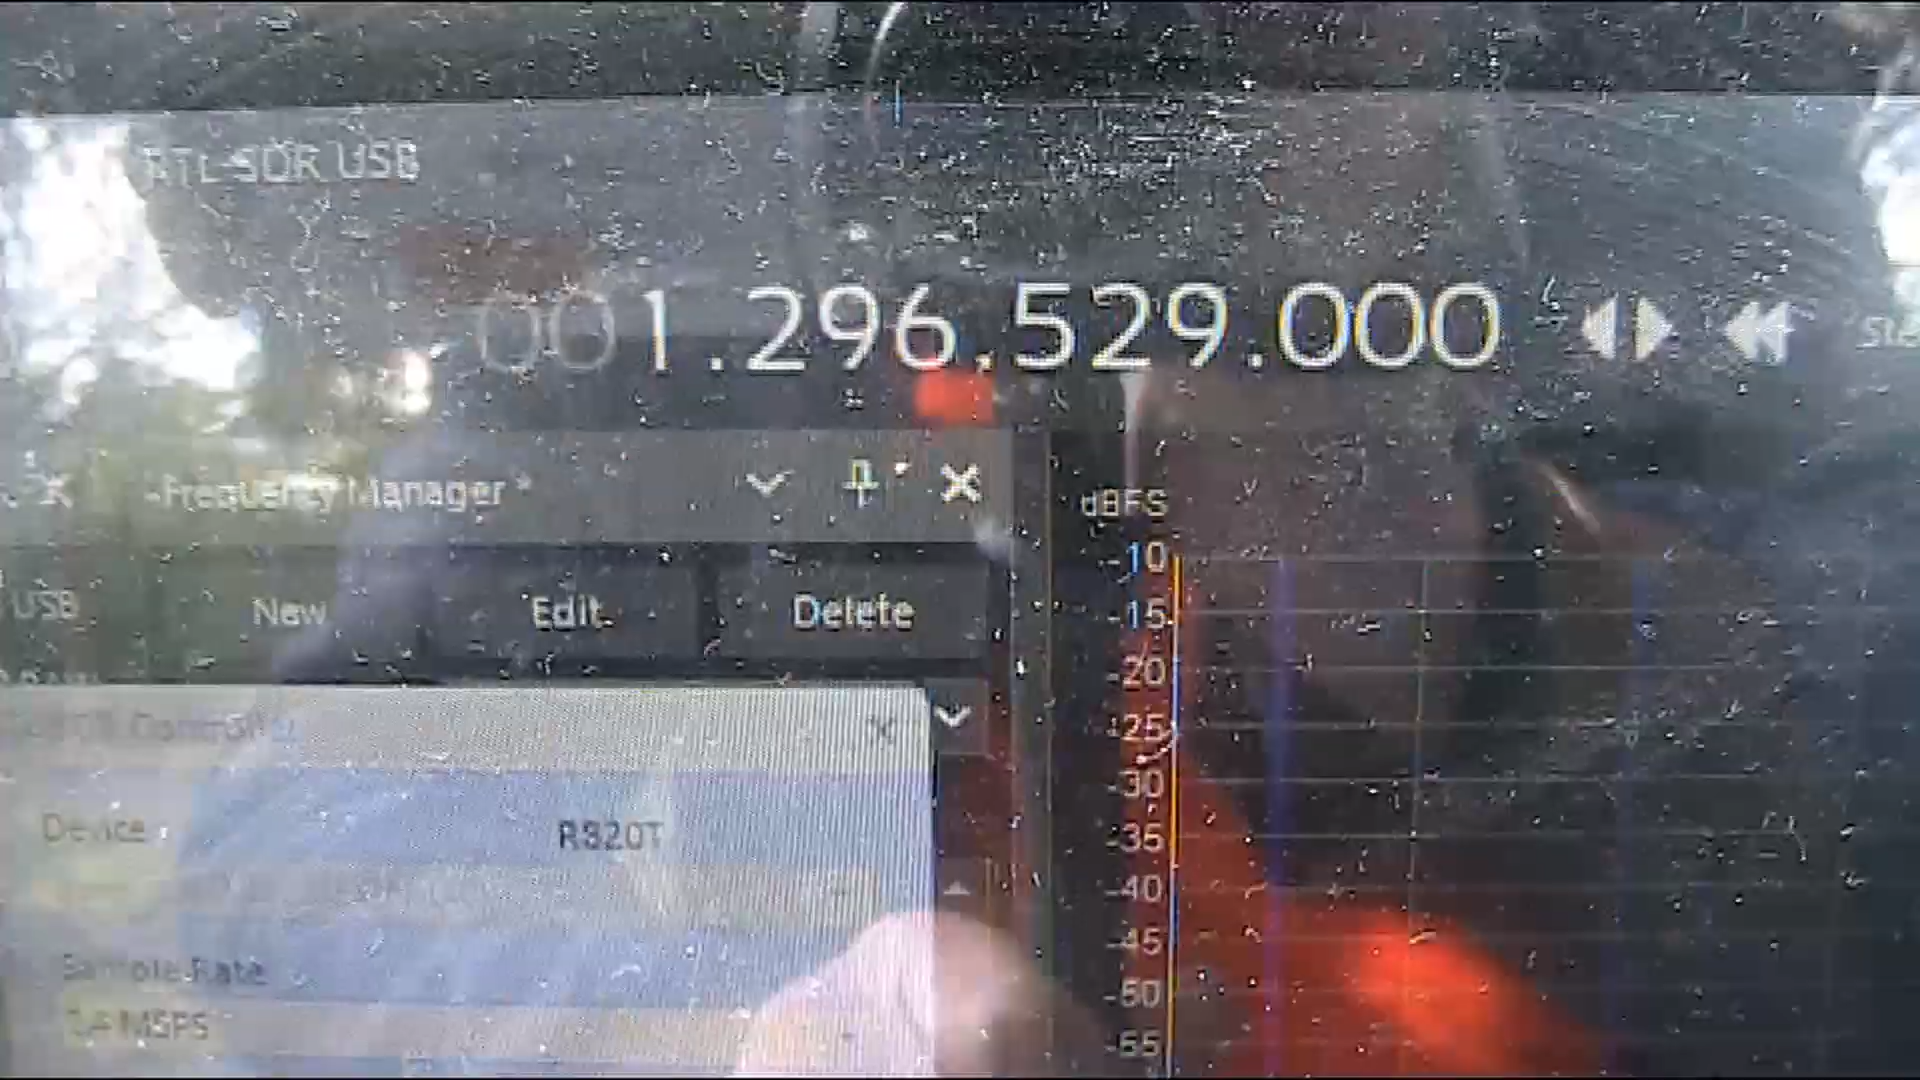 RTL-SDR USB
001.296.529.000
Frequency Manager *
USB
New
Edit
Delete
Device
R820T
Sample Rate
dBFS
-10
-15
-20
-25
-30
-35
-40
-45
-50
-55